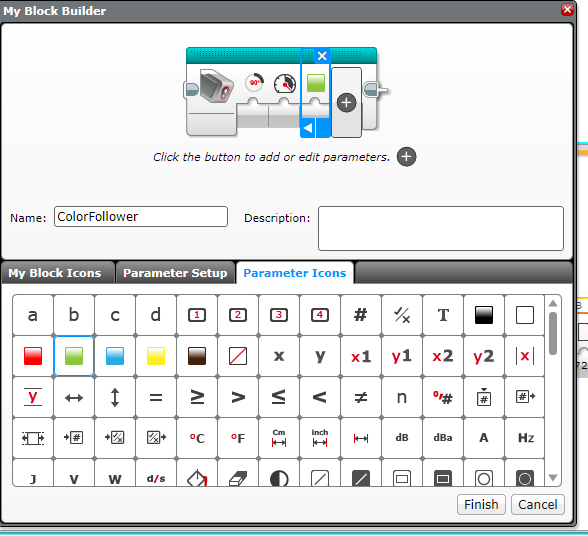 My Block Builder
90°
Click the button to add or edit parameters.
Name: ColorFollower Description:
My Block Icons Parameter Setup Parameter Icons
a b c d 1 2 3 4 # T
x y x1 y1 x2 y2 |x|
y = ≥ > ≤ < ≠ n °/# # #
# °C °F Cm inch dB dBa A Hz
J V W d/s
Finish Cancel
B
72